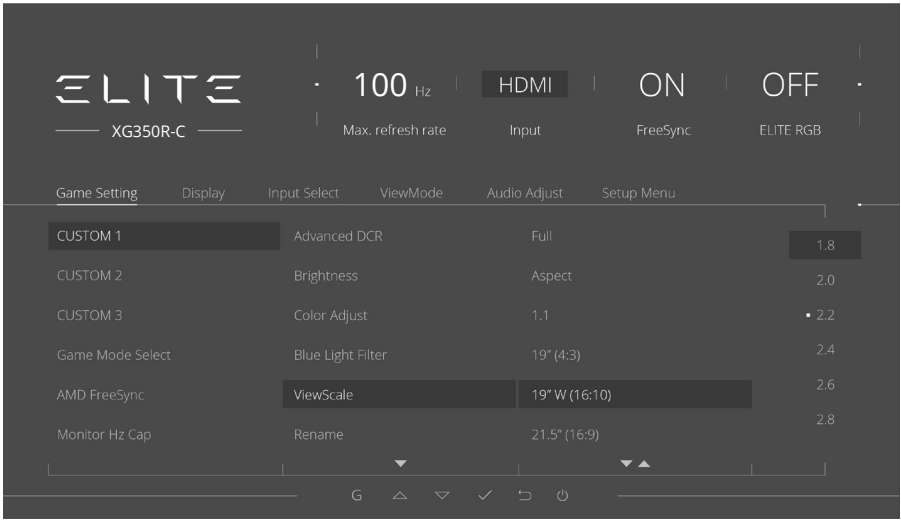 ELITE
XG350R-C
100 Hz HDMI ON OFF
Max. refresh rate Input FreeSync ELITE RGB
Game Setting Display Input Select ViewMode Audio Adjust Setup Menu
CUSTOM 1 Advanced DCR Full 1.8
CUSTOM 2 Brightness Aspect 2.0
CUSTOM 3 Color Adjust 1.1 2.2
Game Mode Select Blue Light Filter 19” (4:3) 2.4
AMD FreeSync ViewScale 19” W (16:10) 2.6
Monitor Hz Cap Rename 21.5” (16:9) 2.8
G